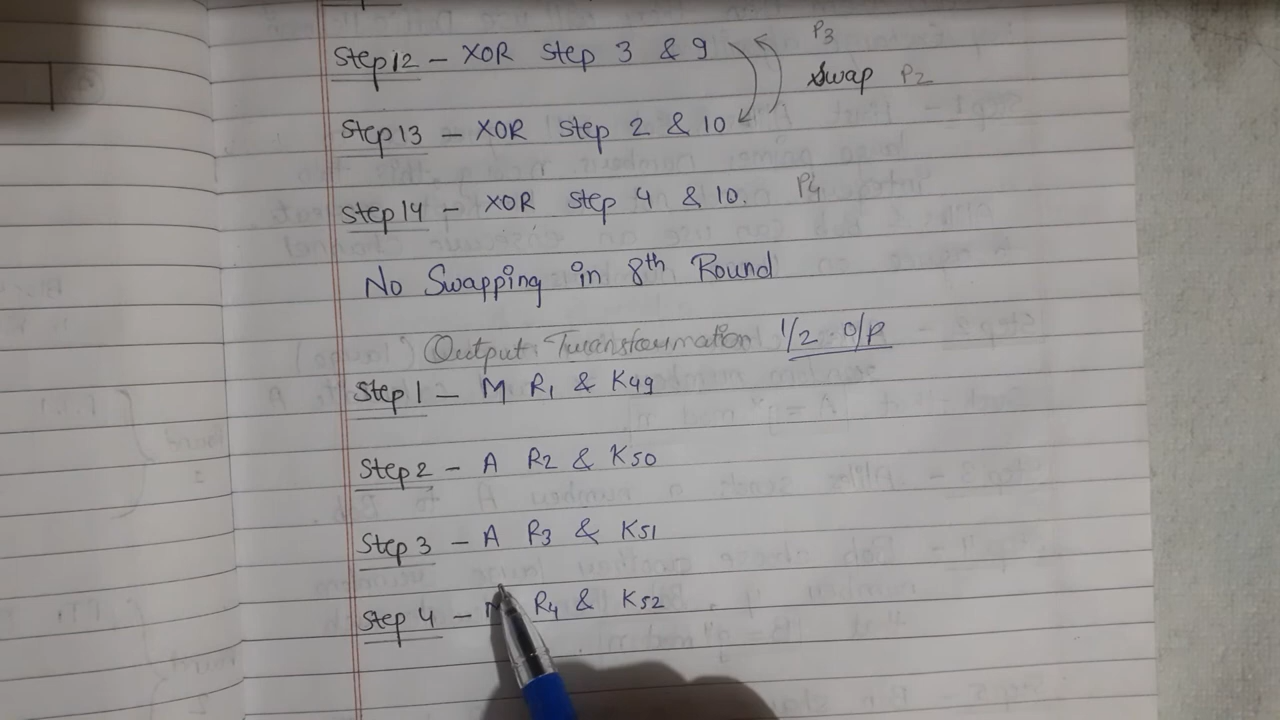 Step 12 – XOR Step 3 & 9 P3
Swap P2
Step 13 – XOR Step 2 & 10
Step 14 – XOR Step 4 & 10. P4
No Swapping in 8th Round
Output Transformation 1/2 O/P
Step 1 – M R1 & K49
Step 2 – A R2 & K50
Step 3 – A R3 & K51
Step 4 – M R4 & K52